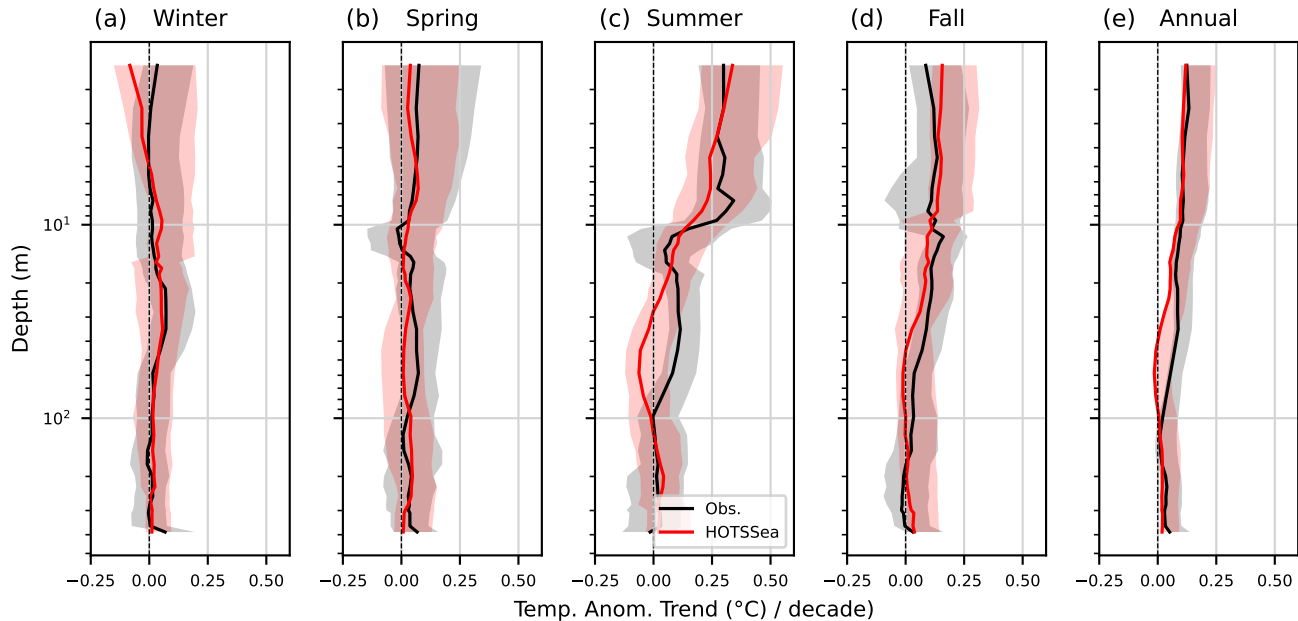 (a) Winter
(b) Spring
(c) Summer
(d) Fall
(e) Annual
Depth (m)
10¹
10²
Obs.
HOTSSea
−0.25 0.00 0.25 0.50
−0.25 0.00 0.25 0.50
−0.25 0.00 0.25 0.50
−0.25 0.00 0.25 0.50
−0.25 0.00 0.25 0.50
Temp. Anom. Trend (°C) / decade)